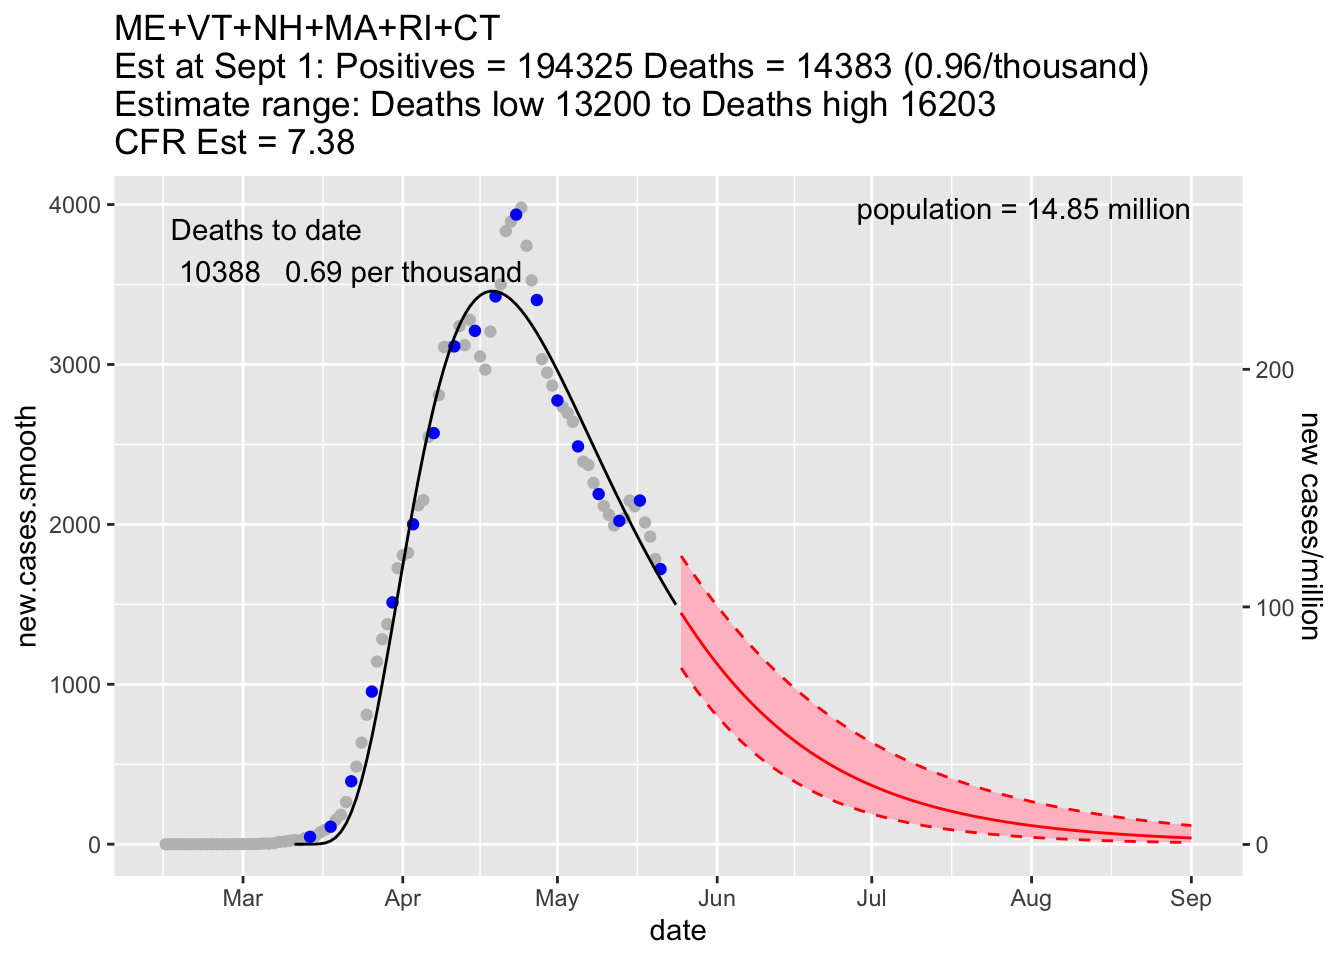 ME+VT+NH+MA+RI+CT
Est at Sept 1: Positives = 194325 Deaths = 14383 (0.96/thousand)
Estimate range: Deaths low 13200 to Deaths high 16203
CFR Est = 7.38
population = 14.85 million
Deaths to date
10388 0.69 per thousand
new.cases.smooth
4000
3000
2000
1000
0
200
100
0
new cases/million
Mar Apr May Jun Jul Aug Sep
date